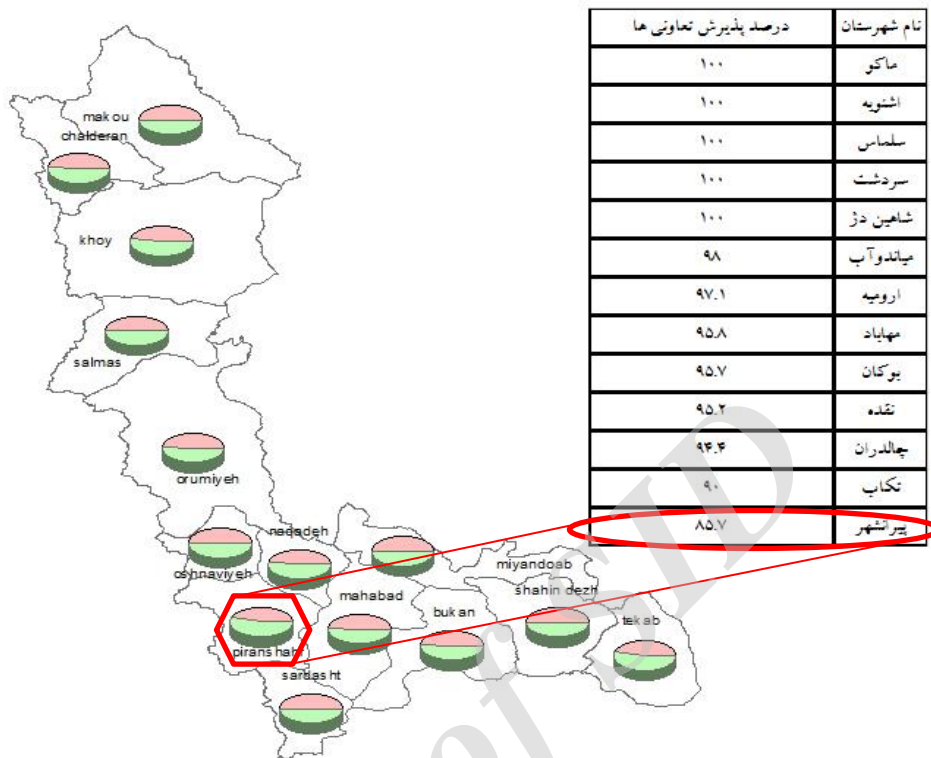 نام شهرستان درصد پذیرش تعاونی ها
ماکو ۱۰۰
اشنویه ۱۰۰
سلماس ۱۰۰
سردشت ۱۰۰
شاهین دژ ۱۰۰
میاندوآب ۹۸
ارومیه ۹۷.۱
مهاباد ۹۵.۸
بوکان ۹۵.۷
نقده ۹۵.۲
چالدران ۹۴.۴
تکاب ۹۰
پیرانشهر ۸۵.۷
makou
chalderan
khoy
salmas
orumiyeh
oshnaviyeh
naqadeh
miyandoab
mahabad
shahin dezh
bukan
tekab
piranshahr
sardasht
of SID